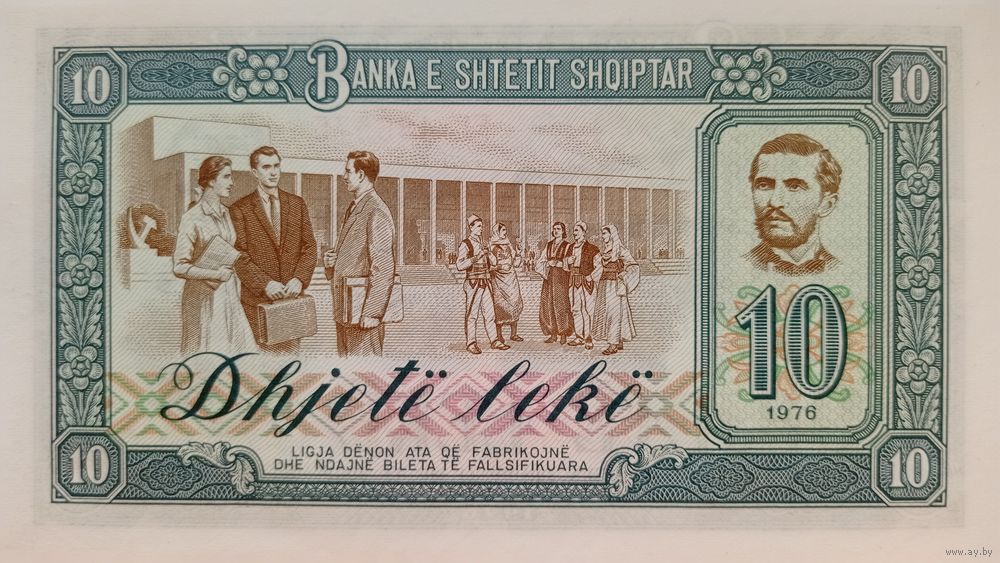 10 BANKA E SHTETIT SHQIPTAR 10
10
1976
Dhjetë lekë
LIGJA DËNON ATA QË FABRIKOJNË
DHE NDAJNË BILETA TË FALLSIFIKUARA
10 10
www.ay.by